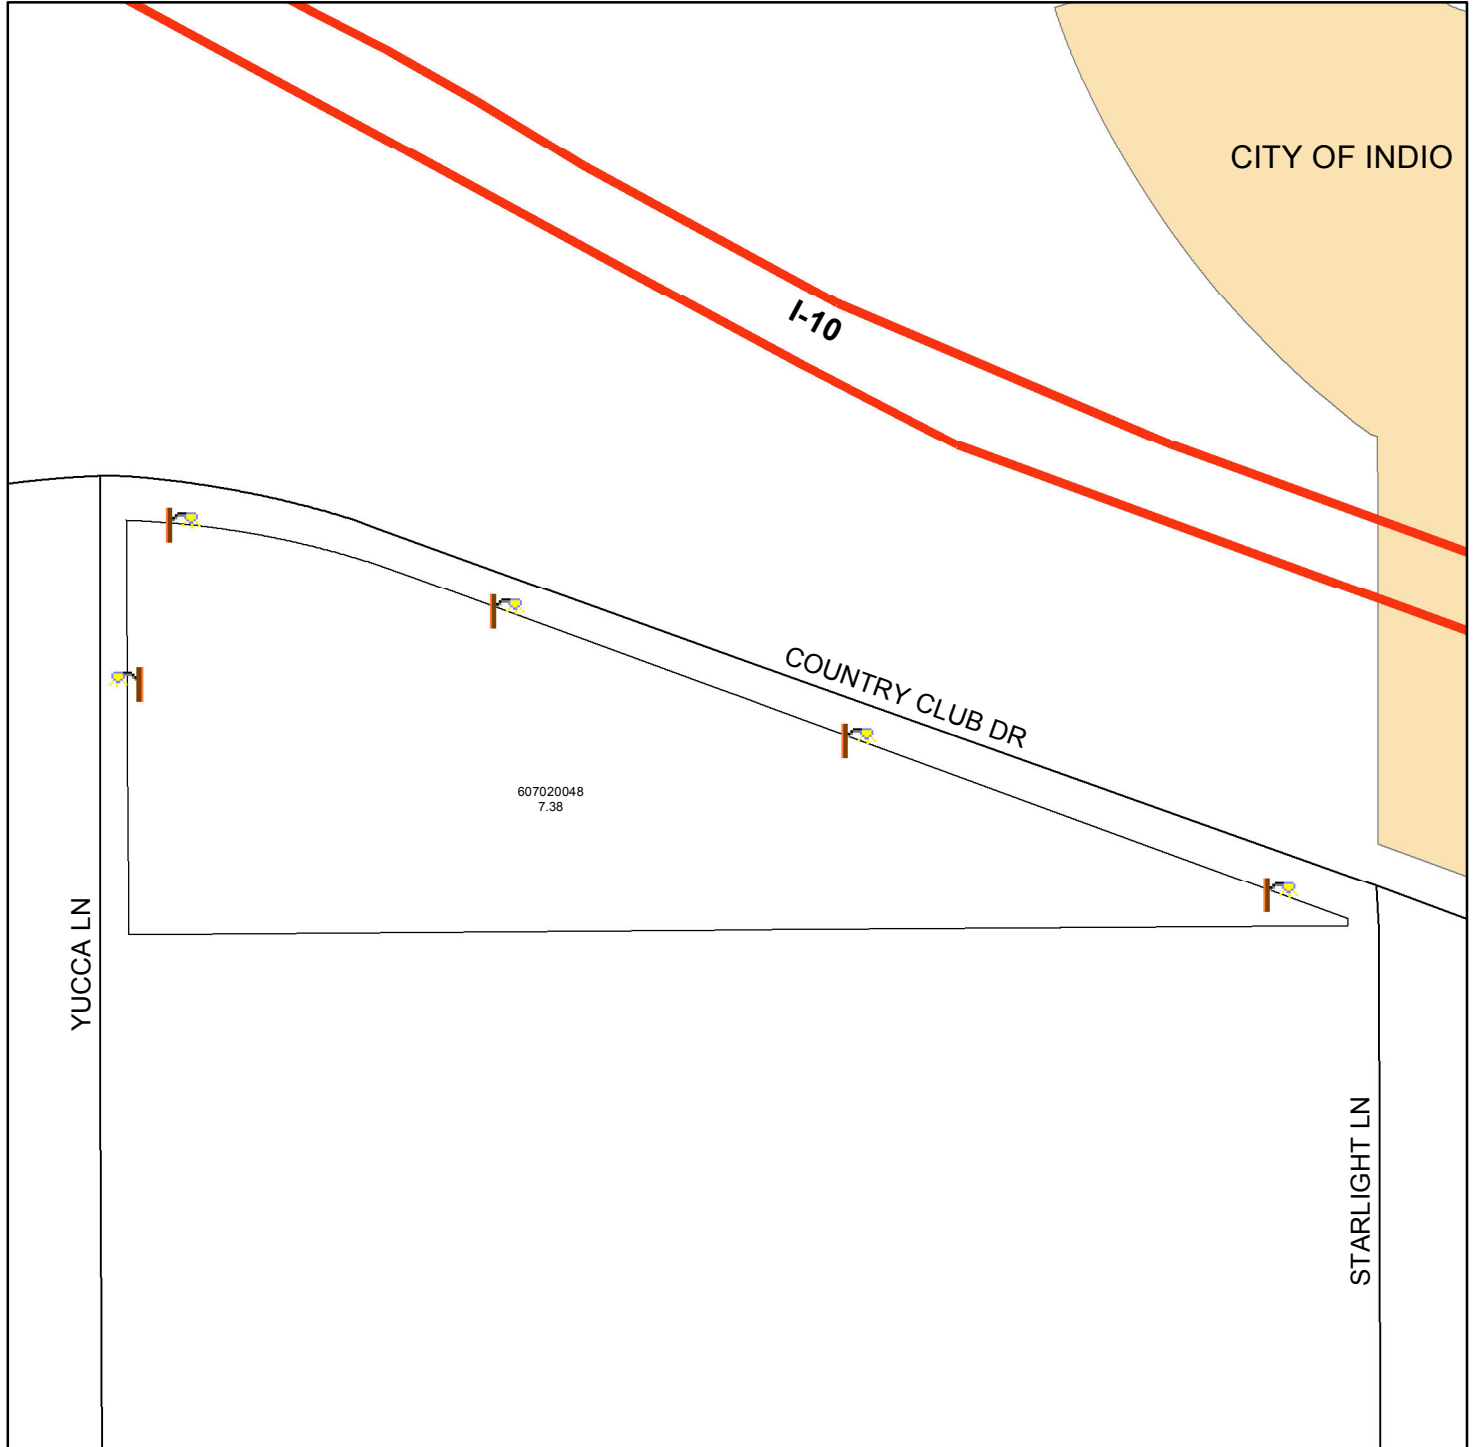 CITY OF INDIO
I-10
COUNTRY CLUB DR
607020048
7.38
YUCCA LN
STARLIGHT LN